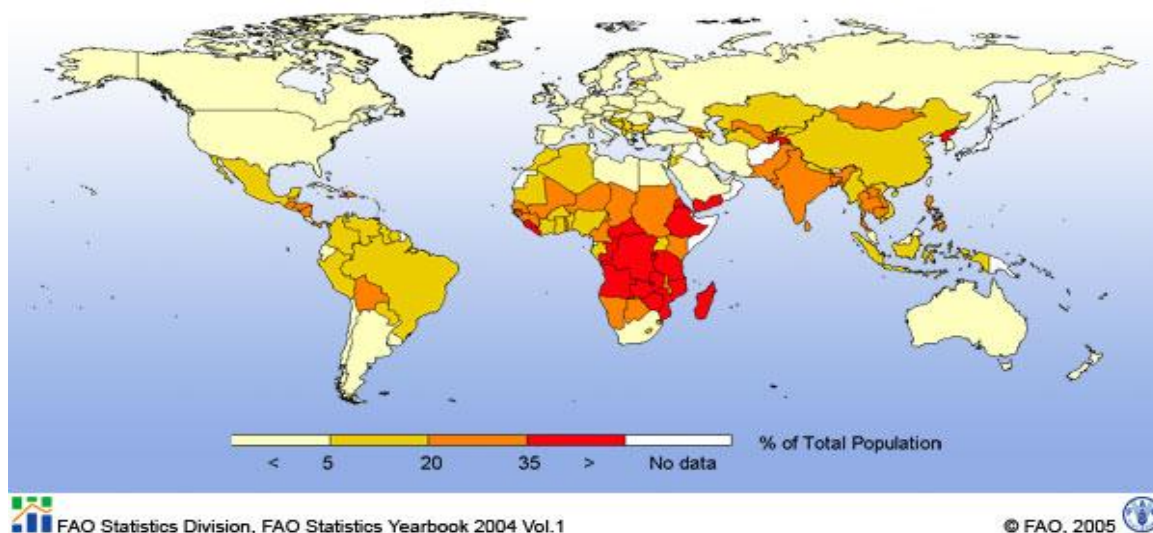 % of Total Population
< 5 20 35 > No data
FAO Statistics Division, FAO Statistics Yearbook 2004 Vol.1
© FAO, 2005